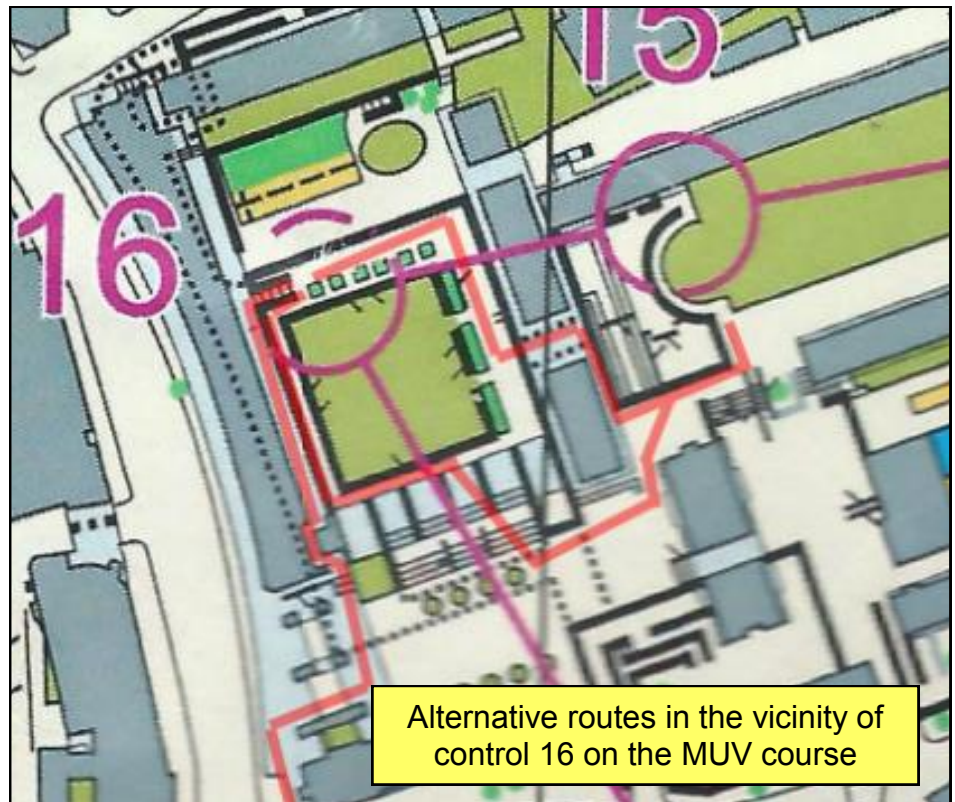 15
16
Alternative routes in the vicinity of
control 16 on the MUV course